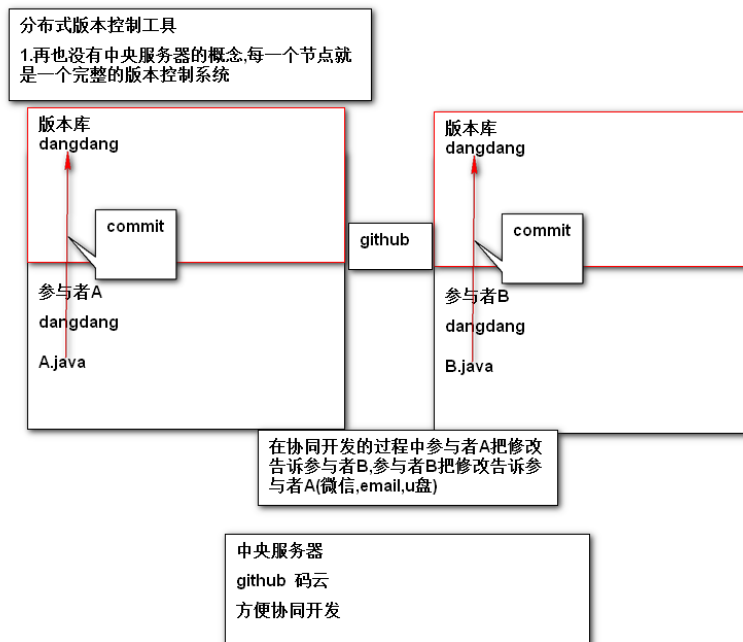 分布式版本控制工具
1.再也没有中央服务器的概念,每一个节点就
是一个完整的版本控制系统
版本库
dangdang
commit
参与者A
dangdang
A.java
github
版本库
dangdang
commit
参与者B
dangdang
B.java
在协同开发的过程中参与者A把修改
告诉参与者B,参与者B把修改告诉参
与者A(微信,email,u盘)
中央服务器
github 码云
方便协同开发